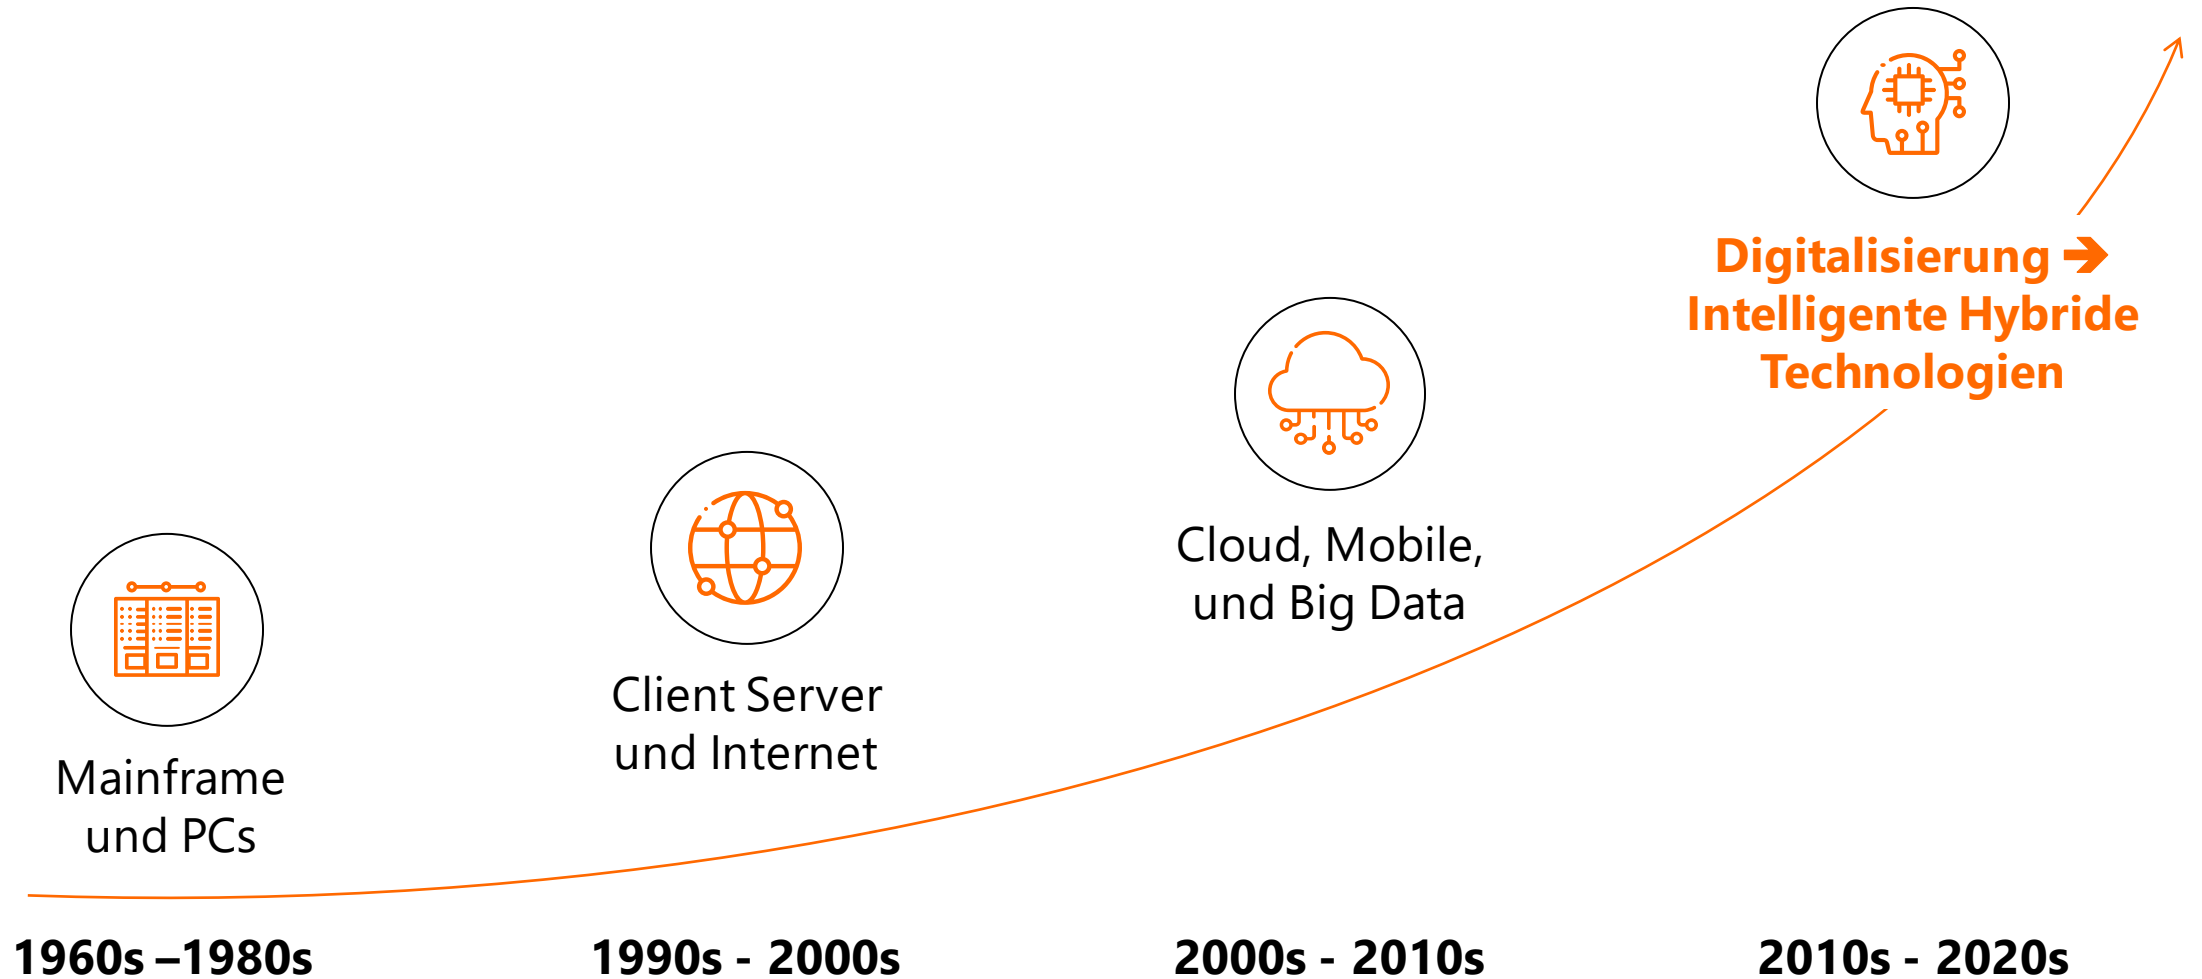 Digitalisierung ➔
Intelligente Hybride
Technologien
Cloud, Mobile,
und Big Data
Client Server
und Internet
Mainframe
und PCs
1960s –1980s
1990s - 2000s
2000s - 2010s
2010s - 2020s